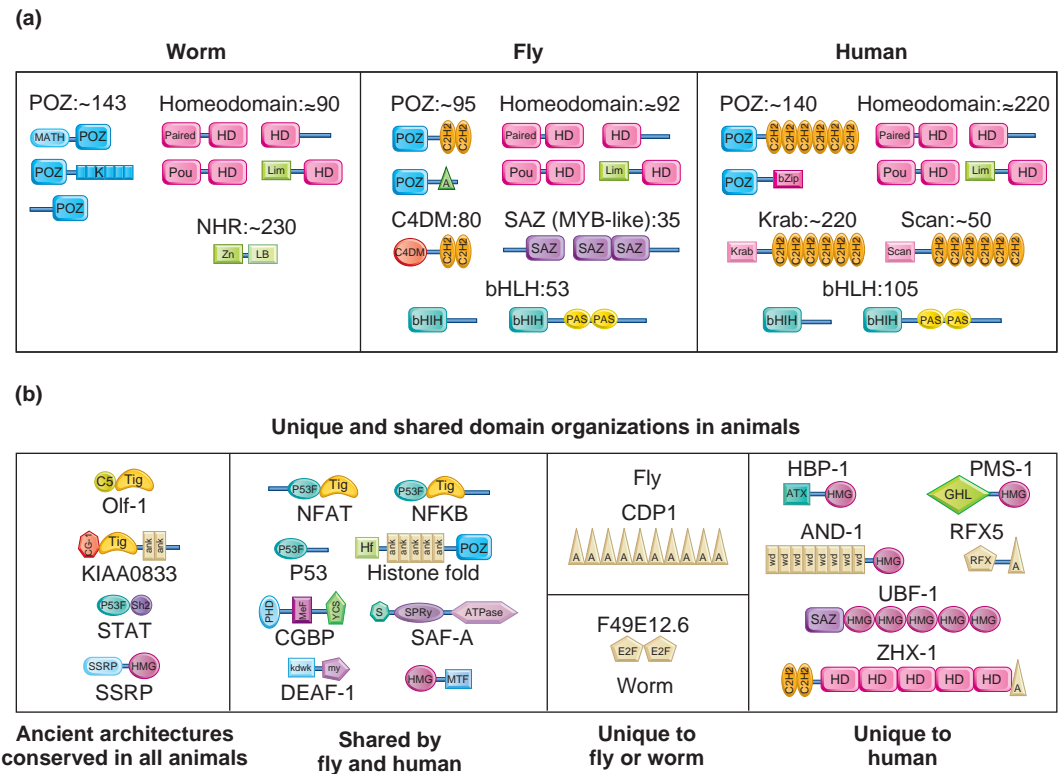 (a)
Worm
Fly
Human
POZ:~143
Homeodomain:≈90
MATH POZ
Paired HD HD
POZ K
Pou HD Lim HD
POZ
NHR:~230
Zn LB
POZ:~95
Homeodomain:≈92
POZ C2H2 C2H2
Paired HD HD
POZ A
Pou HD Lim HD
C4DM:80
SAZ (MYB-like):35
C4DM C2H2 C2H2
SAZ SAZ SAZ
bHLH:53
bHIH bHIH PAS PAS
POZ:~140
Homeodomain:≈220
POZ C2H2 C2H2 C2H2 C2H2 C2H2 C2H2
Paired HD HD
POZ bZip
Pou HD Lim HD
Krab:~220
Scan:~50
Krab C2H2 C2H2 C2H2 C2H2 C2H2 C2H2
Scan C2H2 C2H2 C2H2 C2H2 C2H2 C2H2
bHLH:105
bHIH bHIH PAS PAS
(b)
Unique and shared domain organizations in animals
C5 Tig
Olf-1
CG-1 Tig ank ank
KIAA0833
P53F Sh2
STAT
SSRP HMG
SSRP
Ancient architectures
conserved in all animals
P53F Tig
NFAT
P53F Tig
NFKB
P53F
P53
Hf ank ank ank ank ank POZ
Histone fold
PHD MeF YCS
CGBP
S SPRy ATPase
SAF-A
kdwk my
DEAF-1
HMG MTF
Shared by
fly and human
Fly
CDP1
A A A A A A A A A
F49E12.6
E2F E2F
Worm
Unique to
fly or worm
HBP-1
ATX HMG
PMS-1
GHL HMG
AND-1
wd wd wd wd wd wd wd HMG
RFX5
RFX A
UBF-1
SAZ HMG HMG HMG HMG HMG
ZHX-1
C2H2 C2H2 HD HD HD HD HD A
Unique to
human